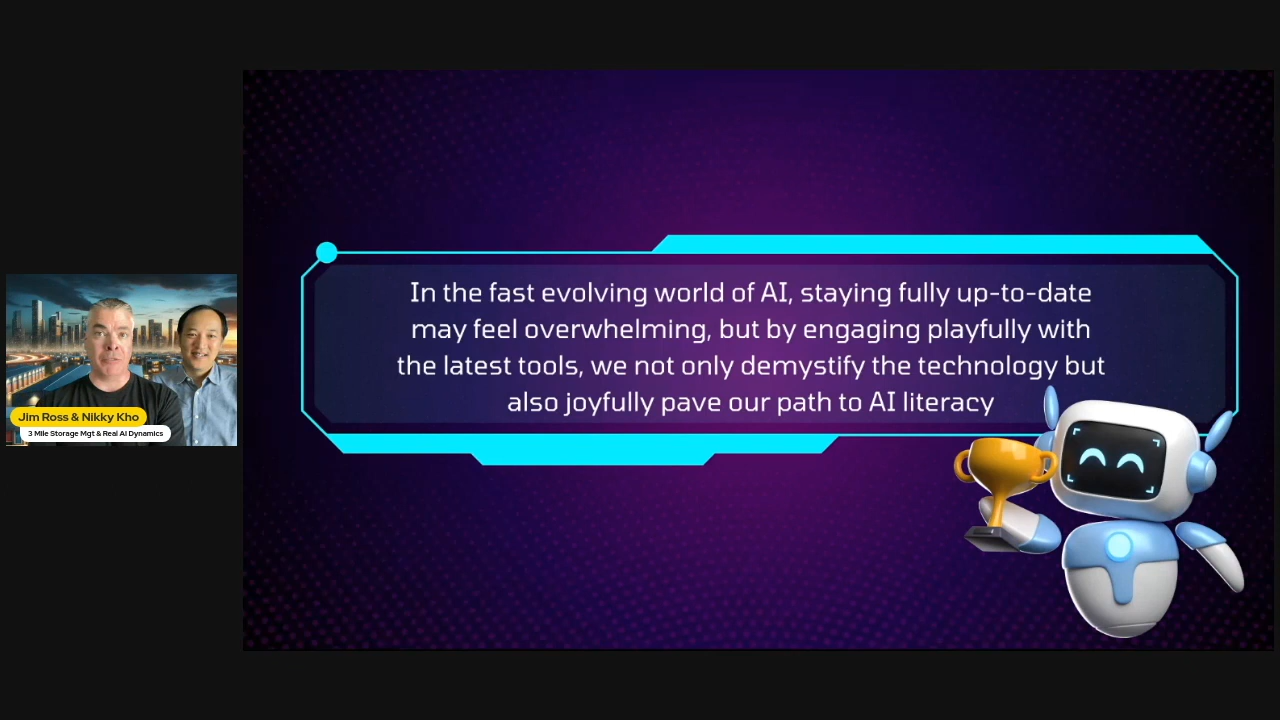 Jim Ross & Nikky Kho
3 Mile Storage Mgt & Real AI Dynamics
In the fast evolving world of AI, staying fully up-to-date
may feel overwhelming, but by engaging playfully with
the latest tools, we not only demystify the technology but
also joyfully pave our path to AI literacy